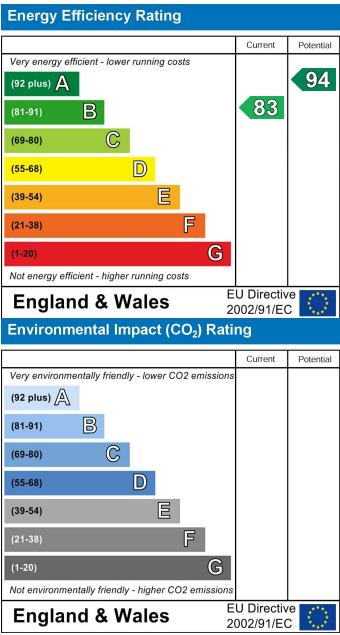 Energy Efficiency Rating
Current Potential
Very energy efficient - lower running costs
(92 plus) A 94
(81-91) B 83
(69-80) C
(55-68) D
(39-54) E
(21-38) F
(1-20) G
Not energy efficient - higher running costs
England & Wales EU Directive
2002/91/EC
Environmental Impact (CO₂) Rating
Current Potential
Very environmentally friendly - lower CO2 emissions
(92 plus) A
(81-91) B
(69-80) C
(55-68) D
(39-54) E
(21-38) F
(1-20) G
Not environmentally friendly - higher CO2 emissions
England & Wales EU Directive
2002/91/EC